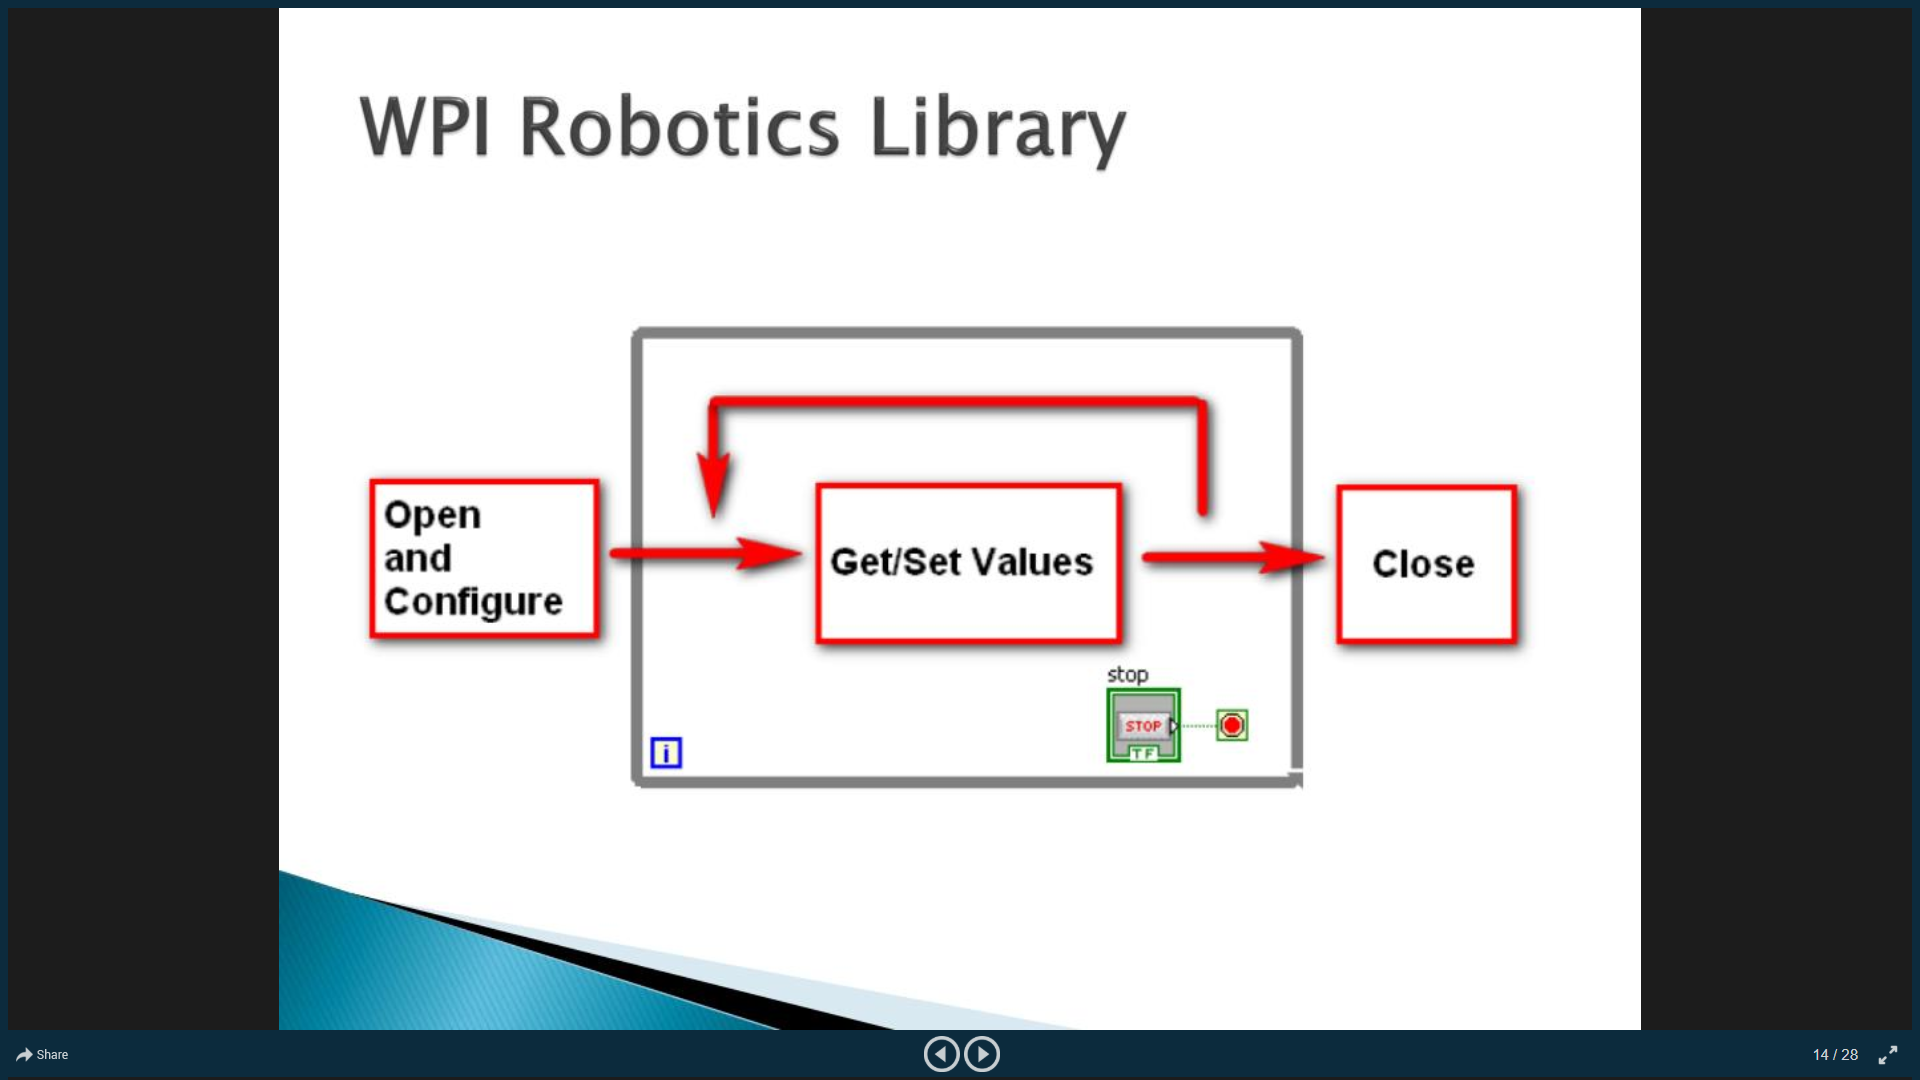 WPI Robotics Library
Open
and
Configure
Get/Set Values
Close
stop
STOP
TF
i
Share
14 / 28